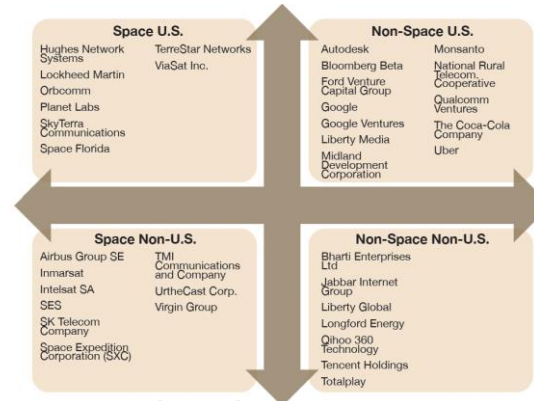 Space U.S.
Hughes Network
Systems
Lockheed Martin
Orbcomm
Planet Labs
SkyTerra
Communications
Space Florida
TerreStar Networks
ViaSat Inc.
Non-Space U.S.
Autodesk
Bloomberg Beta
Ford Venture
Capital Group
Google
Google Ventures
Liberty Media
Midland
Development
Corporation
Monsanto
National Rural
Telecom.
Cooperative
Qualcomm
Ventures
The Coca-Cola
Company
Uber
Space Non-U.S.
Airbus Group SE
Inmarsat
Intelsat SA
SES
SK Telecom
Company
Space Expedition
Corporation (SXC)
TMI
Communications
and Company
UrtheCast Corp.
Virgin Group
Non-Space Non-U.S.
Bharti Enterprises
Ltd
Jabbar Internet
Group
Liberty Global
Longford Energy
Qihoo 360
Technology
Tencent Holdings
Totalplay